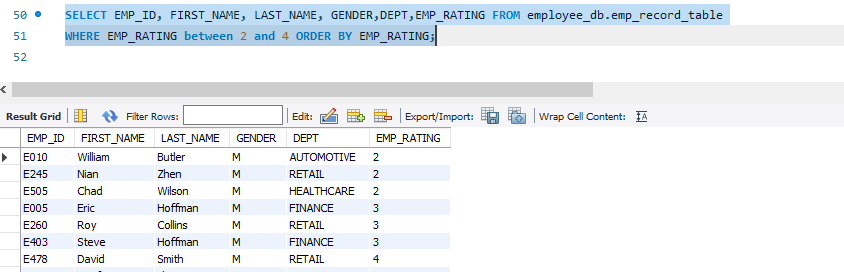 50 SELECT EMP_ID, FIRST_NAME, LAST_NAME, GENDER,DEPT,EMP_RATING FROM employee_db.emp_record_table
51 WHERE EMP_RATING between 2 and 4 ORDER BY EMP_RATING;
52
Result Grid Filter Rows: Edit: Export/Import: Wrap Cell Content: IA
EMP_ID FIRST_NAME LAST_NAME GENDER DEPT EMP_RATING
E010 William Butler M AUTOMOTIVE 2
E245 Nian Zhen M RETAIL 2
E505 Chad Wilson M HEALTHCARE 2
E005 Eric Hoffman M FINANCE 3
E260 Roy Collins M RETAIL 3
E403 Steve Hoffman M FINANCE 3
E478 David Smith M RETAIL 4